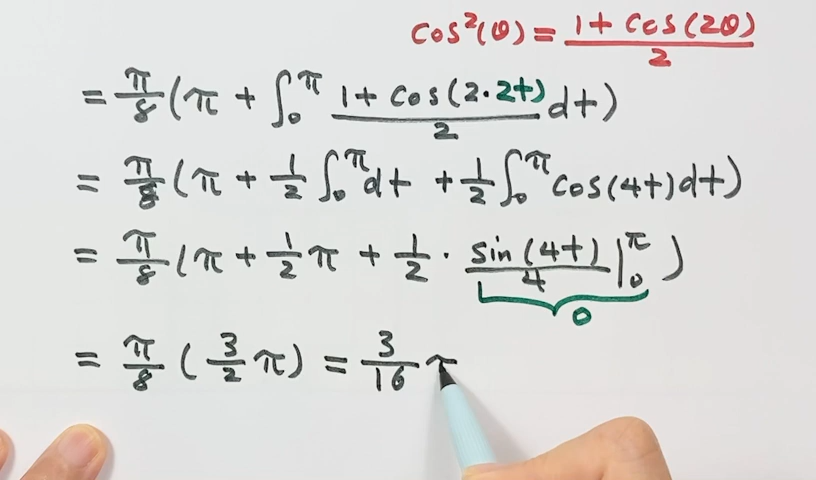 cos²(θ) = (1 + cos(2θ))/2
= π/8 (π + ∫₀^π (1 + cos(2·2t))/2 dt)
= π/8 (π + 1/2 ∫₀^π dt + 1/2 ∫₀^π cos(4t) dt)
= π/8 (π + 1/2 π + 1/2 · sin(4t)/4 |₀^π)
0
= π/8 (3/2 π) = 3/16 π